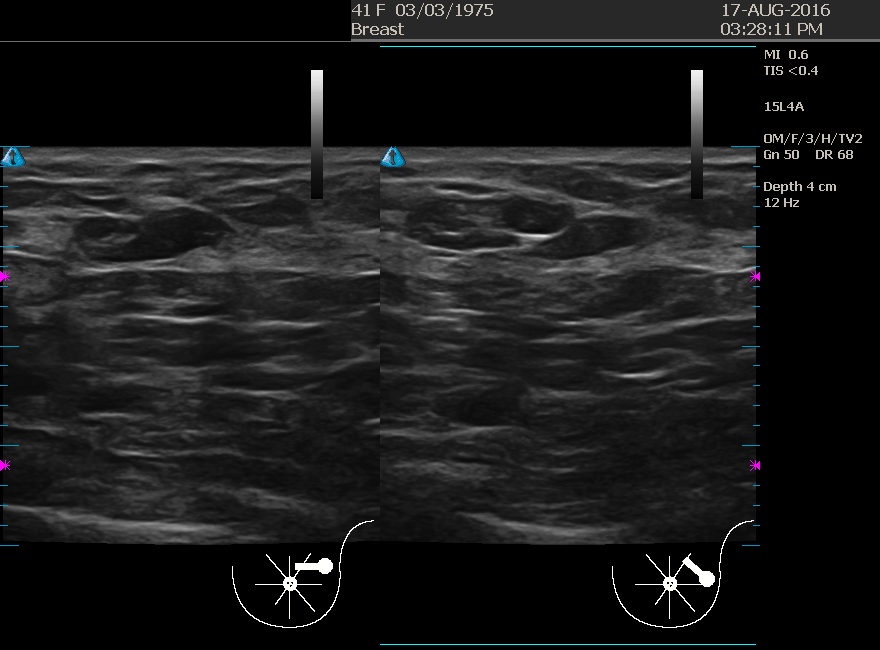 41 F 03/03/1975
17-AUG-2016
Breast
03:28:11 PM
MI 0.6
TIS <0.4
15L4A
OM/F/3/H/TV2
Gn 50 DR 68
Depth 4 cm
12 Hz